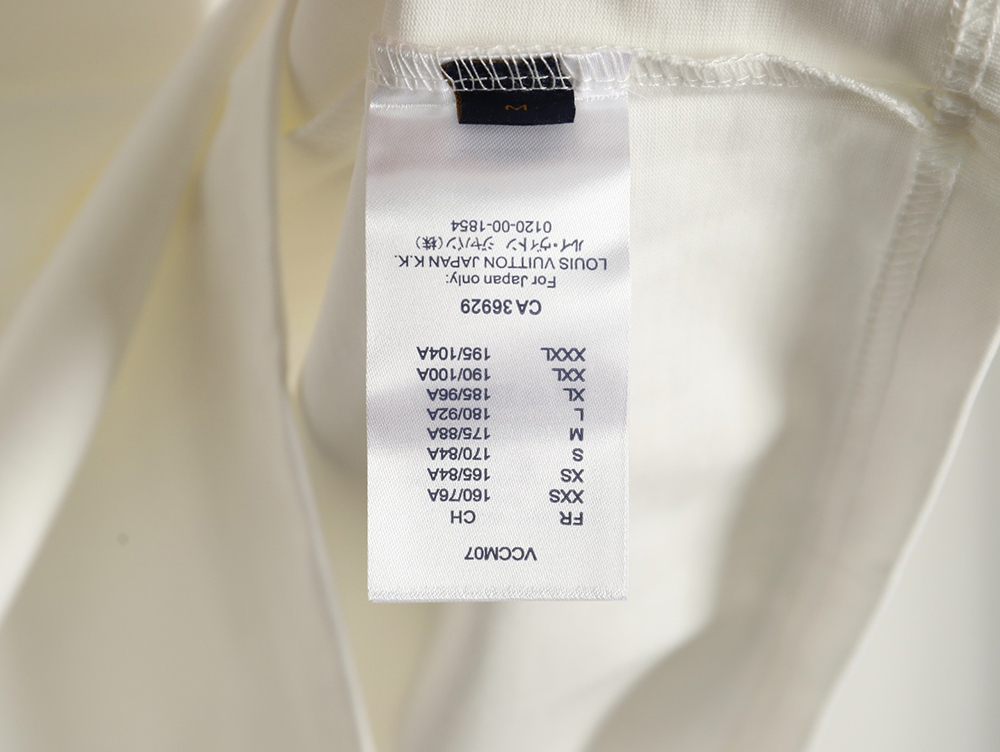 VCCM07
FR CH
XXS 160/76A
XS 165/84A
S 170/84A
M 175/88A
L 180/92A
XL 185/96A
XXL 190/100A
XXXL 195/104A
CA 36929
For Japan only:
LOUIS VUITTON JAPAN K.K.
ルイ・ヴィトン ジャパン(株)
0120-00-1854
M